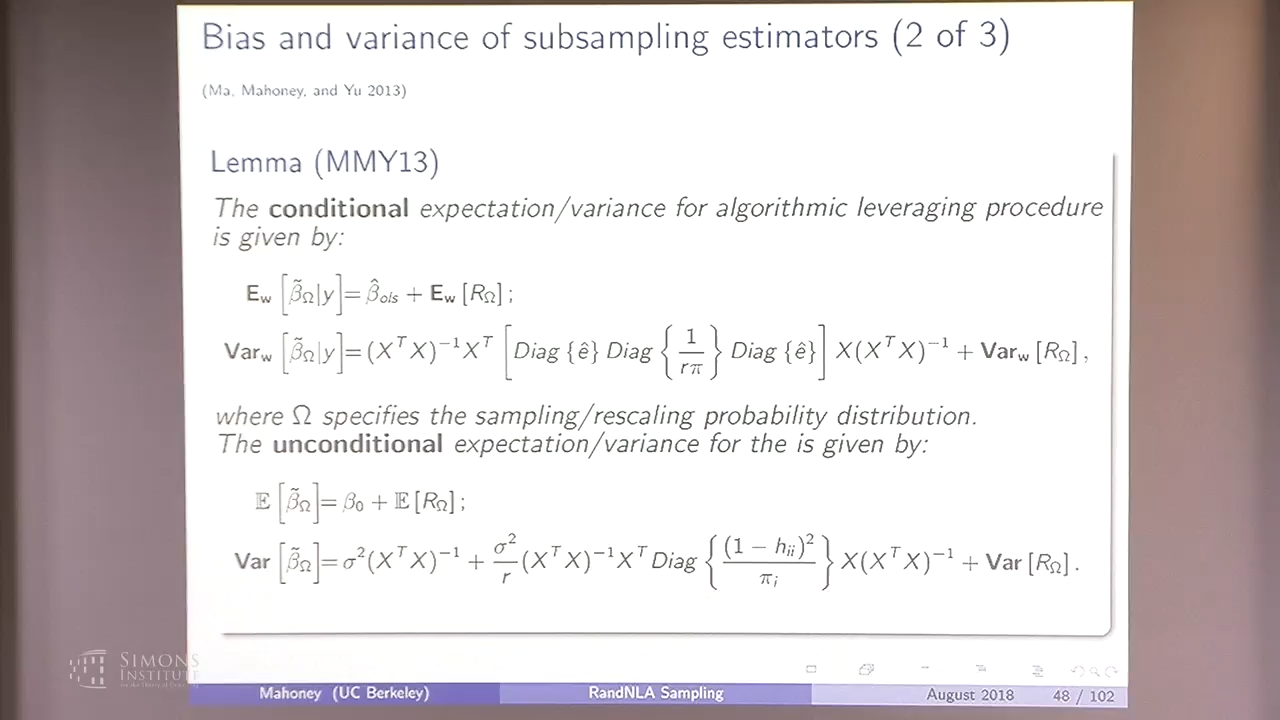 Bias and variance of subsampling estimators (2 of 3)
(Ma, Mahoney, and Yu 2013)
Lemma (MMY13)
The conditional expectation/variance for algorithmic leveraging procedure
is given by:
E_w [β̃_Ω|y] = β̂_ols + E_w [R_Ω] ;
Var_w [β̃_Ω|y] = (X^T X)^{-1} X^T [Diag {ê} Diag {1/(rπ)} Diag {ê}] X(X^T X)^{-1} + Var_w [R_Ω] ,
where Ω specifies the sampling/rescaling probability distribution.
The unconditional expectation/variance for the is given by:
𝔼 [β̃_Ω] = β_0 + 𝔼 [R_Ω] ;
Var [β̃_Ω] = σ^2(X^T X)^{-1} + σ^2/r (X^T X)^{-1} X^T Diag {(1 − h_ii)^2/π_i} X(X^T X)^{-1} + Var [R_Ω] .
SIMONS
INSTITUTE
Mahoney (UC Berkeley) RandNLA Sampling August 2018 48 / 102